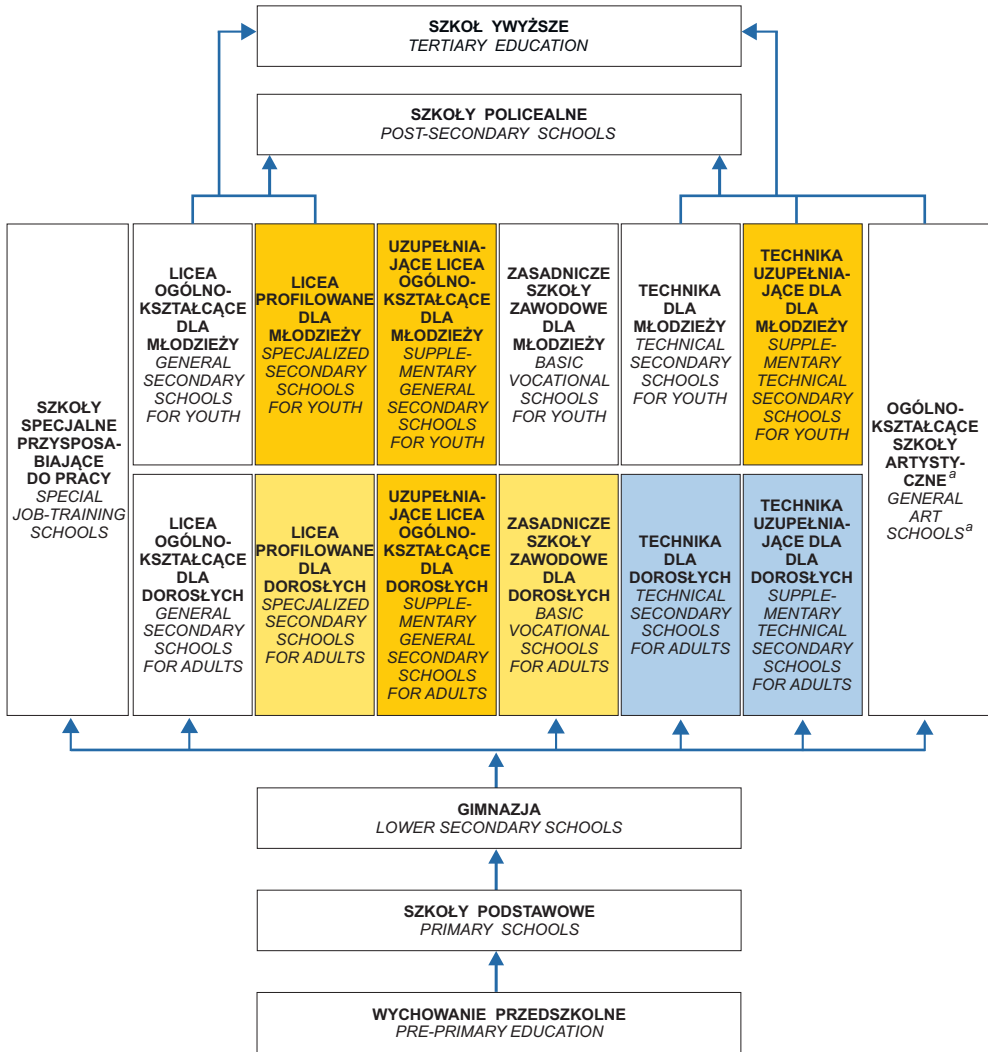 SZKOŁ YWYŻSZE
TERTIARY EDUCATION
SZKOŁY POLICEALNE
POST-SECONDARY SCHOOLS
SZKOŁY
SPECJALNE
PRZYSPOSA-
BIAJĄCE
DO PRACY
SPECIAL
JOB-TRAINING
SCHOOLS
LICEA
OGÓLNO-
KSZTAŁCĄCE
DLA
MŁODZIEŻY
GENERAL
SECONDARY
SCHOOLS
FOR YOUTH
LICEA
PROFILOWANE
DLA
MŁODZIEŻY
SPECJALIZED
SECONDARY
SCHOOLS
FOR YOUTH
UZUPEŁNIA-
JĄCE LICEA
OGÓLNO-
KSZTAŁCĄCE
DLA
MŁODZIEŻY
SUPPLE-
MENTARY
GENERAL
SECONDARY
SCHOOLS
FOR YOUTH
ZASADNICZE
SZKOŁY
ZAWODOWE
DLA
MŁODZIEŻY
BASIC
VOCATIONAL
SCHOOLS
FOR YOUTH
TECHNIKA
DLA
MŁODZIEŻY
TECHNICAL
SECONDARY
SCHOOLS
FOR YOUTH
TECHNIKA
UZUPEŁNIA-
JĄCE DLA
DLA
MŁODZIEŻY
SUPPLE-
MENTARY
TECHNICAL
SECONDARY
SCHOOLS
FOR YOUTH
OGÓLNO-
KSZTAŁCĄCE
SZKOŁY
ARTYSTY-
CZNE a
GENERAL
ART
SCHOOLS a
LICEA
OGÓLNO-
KSZTAŁCĄCE
DLA
DOROSŁYCH
GENERAL
SECONDARY
SCHOOLS
FOR ADULTS
LICEA
PROFILOWANE
DLA
DOROSŁYCH
SPECJALIZED
SECONDARY
SCHOOLS
FOR ADULTS
UZUPEŁNIA-
JĄCE LICEA
OGÓLNO-
KSZTAŁCĄCE
DLA
DOROSŁYCH
SUPPLE-
MENTARY
GENERAL
SECONDARY
SCHOOLS
FOR ADULTS
ZASADNICZE
SZKOŁY
ZAWODOWE
DLA
DOROSŁYCH
BASIC
VOCATIONAL
SCHOOLS
FOR ADULTS
TECHNIKA
DLA
DOROSŁYCH
TECHNICAL
SECONDARY
SCHOOLS
FOR ADULTS
TECHNIKA
UZUPEŁNIA-
JĄCE DLA
DLA
DOROSŁYCH
SUPPLE-
MENTARY
TECHNICAL
SECONDARY
SCHOOLS
FOR ADULTS
GIMNAZJA
LOWER SECONDARY SCHOOLS
SZKOŁY PODSTAWOWE
PRIMARY SCHOOLS
WYCHOWANIE PRZEDSZKOLNE
PRE-PRIMARY EDUCATION